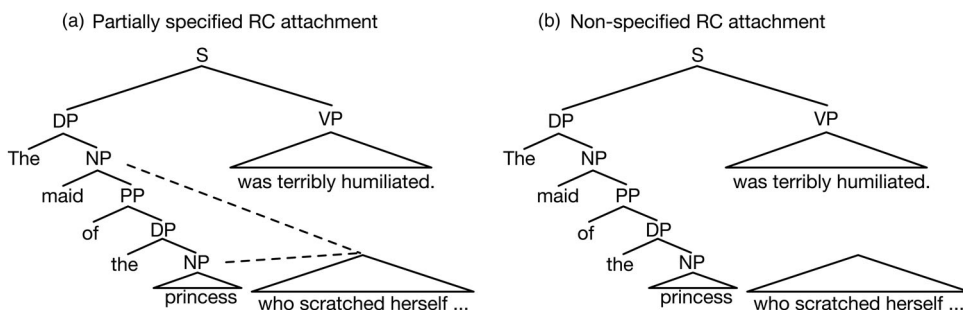 (a) Partially specified RC attachment
S
DP
VP
The
NP
was terribly humiliated.
maid
PP
of
DP
the
NP
princess
who scratched herself ...
(b) Non-specified RC attachment
S
DP
VP
The
NP
was terribly humiliated.
maid
PP
of
DP
the
NP
princess
who scratched herself ...